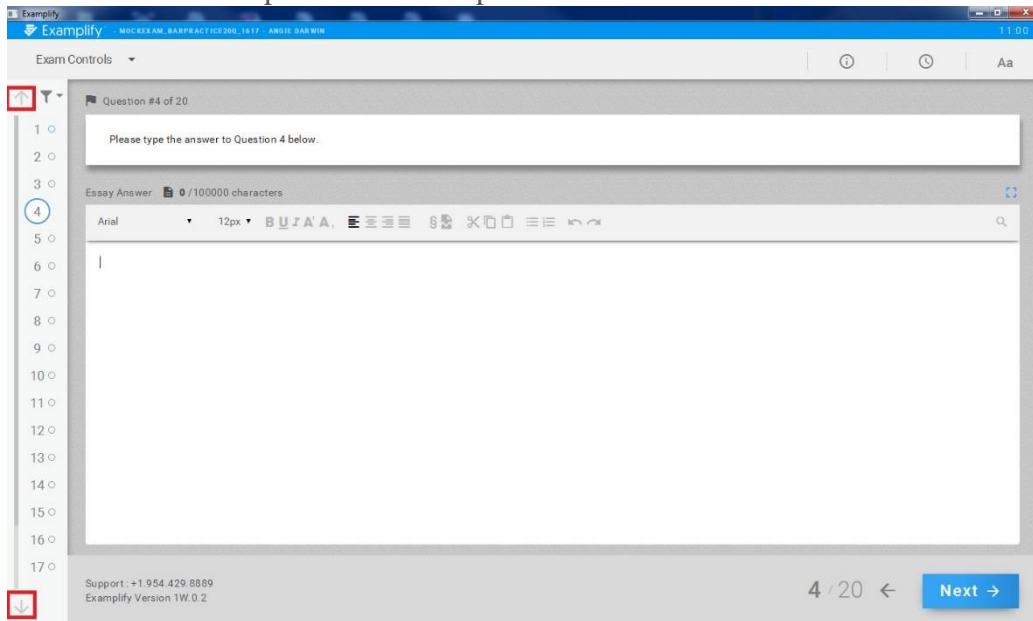 Examplify
Examplify - MOCKEXAM_BARPRACTICE20Q_1617 - ANGIE DARWIN 11:00
Exam Controls Aa
Question #4 of 20
1
Please type the answer to Question 4 below.
2
3
Essay Answer 0/100000 characters
4
Arial 12px B U I A' A, § 
5
6
7
8
9
10
11
12
13
14
15
16
17
Support : +1.954.429.8889
Examplify Version 1W.0.2
4 / 20 Next